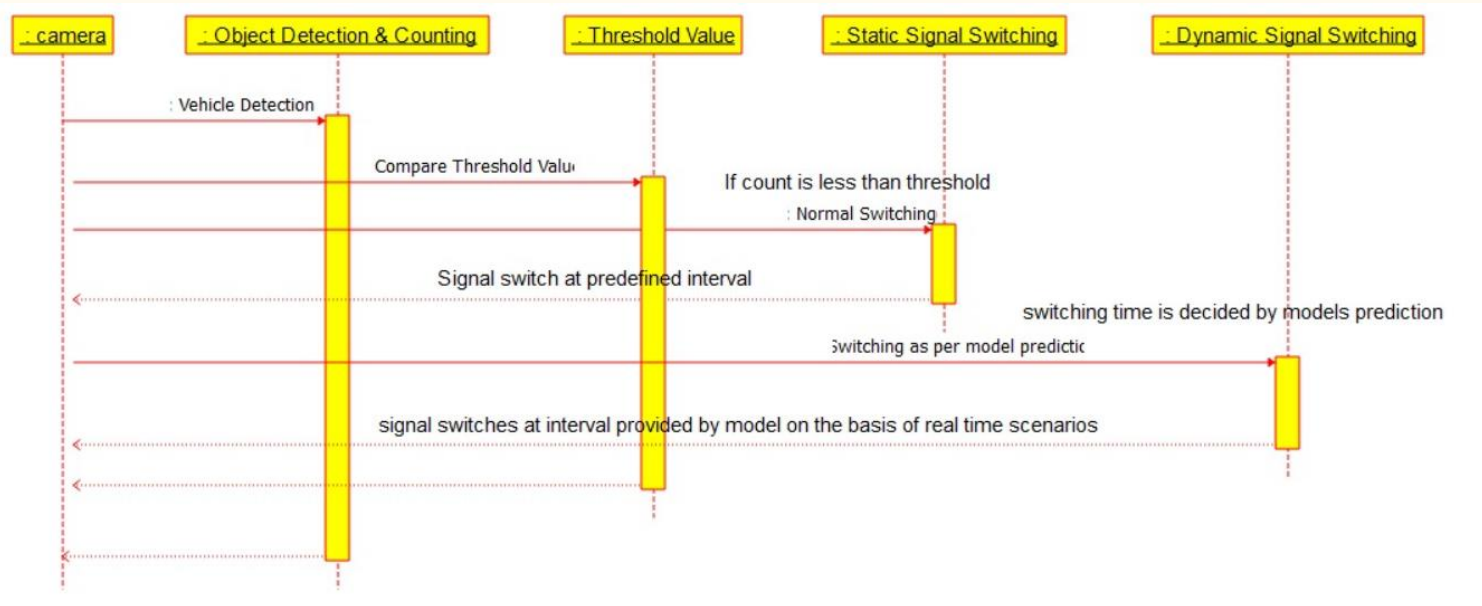 : camera
: Object Detection & Counting
: Threshold Value
: Static Signal Switching
: Dynamic Signal Switching
: Vehicle Detection
Compare Threshold Valu
If count is less than threshold
: Normal Switching
Signal switch at predefined interval
switching time is decided by models prediction
Switching as per model predictic
signal switches at interval provided by model on the basis of real time scenarios